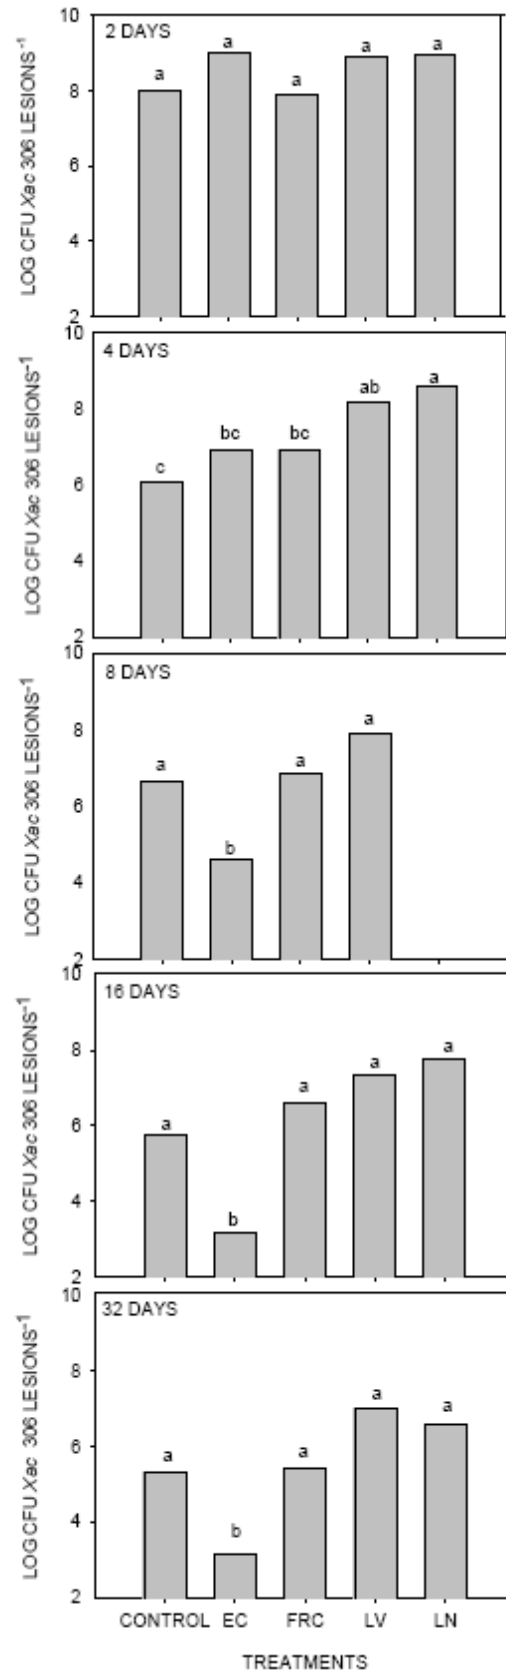 10
2 DAYS
a a a a a
8
6
4
2
LOG CFU Xac 306 LESIONS-1
10
4 DAYS
c bc bc ab a
8
6
4
2
LOG CFU Xac 306 LESIONS-1
10
8 DAYS
a b a a
8
6
4
2
LOG CFU Xac 306 LESIONS-1
10
16 DAYS
a b a a a
8
6
4
2
LOG CFU Xac 306 LESIONS-1
10
32 DAYS
a b a a a
8
6
4
2
LOG CFU Xac 306 LESIONS-1
CONTROL EC FRC LV LN
TREATMENTS